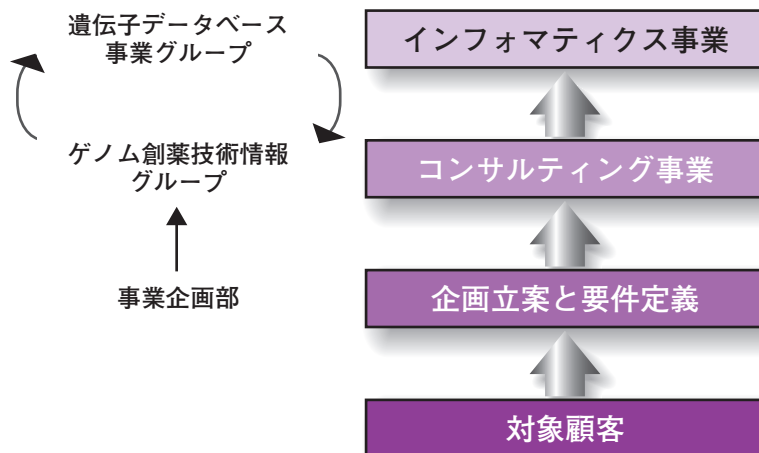 遺伝子データベース
事業グループ
ゲノム創薬技術情報
グループ
事業企画部
インフォマティクス事業
コンサルティング事業
企画立案と要件定義
対象顧客